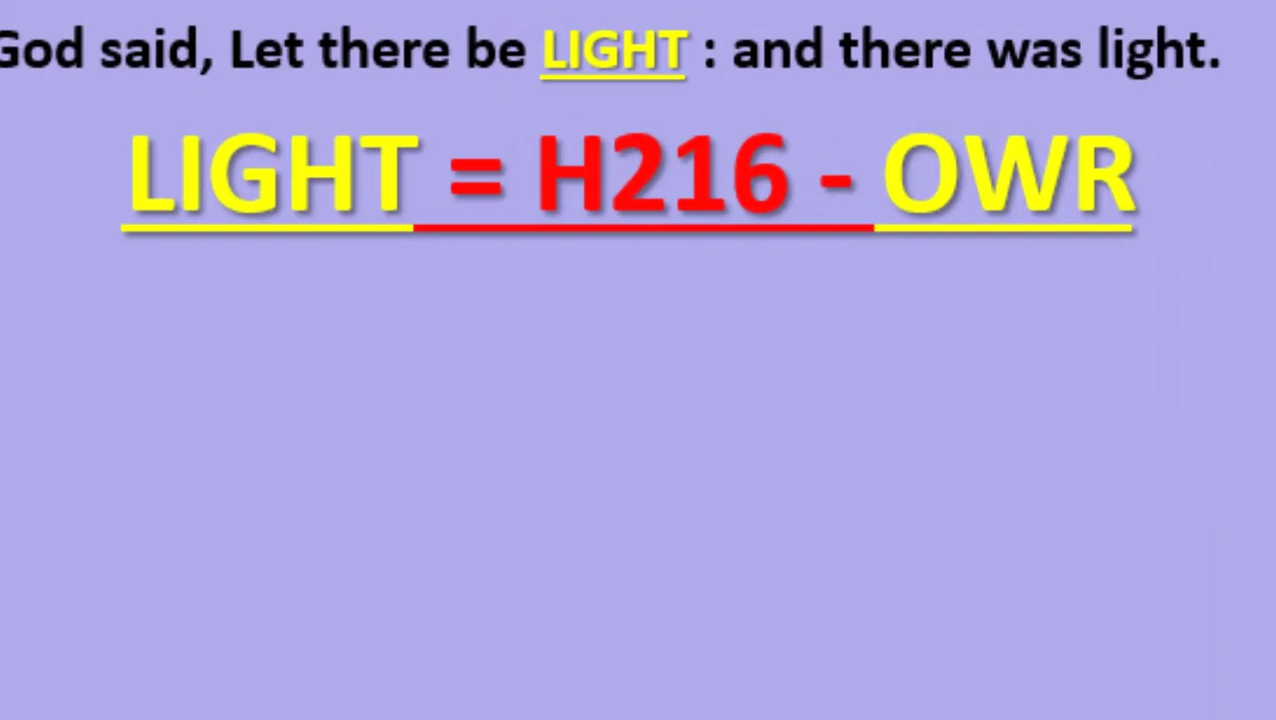 God said, Let there be LIGHT : and there was light.
LIGHT = H216 - OWR